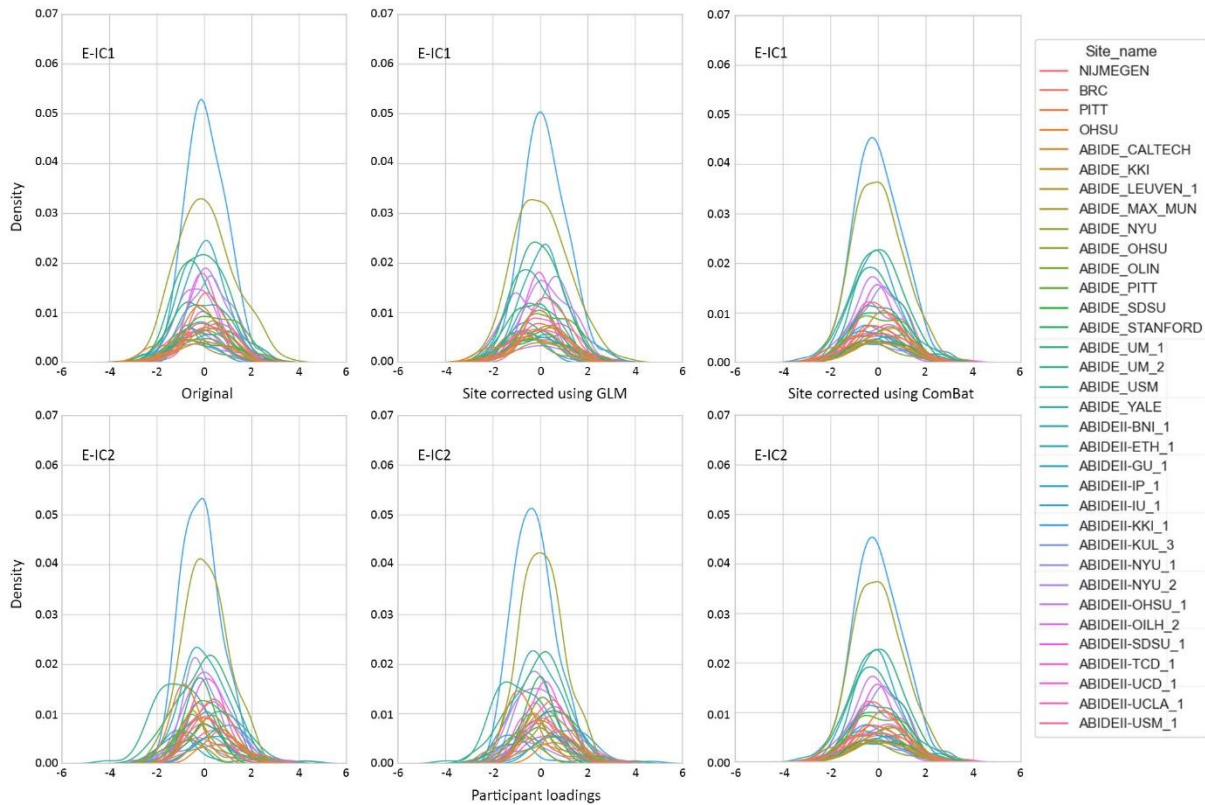 0.07
0.06
0.05
0.04
0.03
0.02
0.01
0.00
Density
E-IC1
-6 -4 -2 0 2 4 6
Original
0.07
0.06
0.05
0.04
0.03
0.02
0.01
0.00
E-IC1
-6 -4 -2 0 2 4 6
Site corrected using GLM
0.07
0.06
0.05
0.04
0.03
0.02
0.01
0.00
E-IC1
-6 -4 -2 0 2 4 6
Site corrected using ComBat
0.07
0.06
0.05
0.04
0.03
0.02
0.01
0.00
Density
E-IC2
-6 -4 -2 0 2 4 6
0.07
0.06
0.05
0.04
0.03
0.02
0.01
0.00
E-IC2
-6 -4 -2 0 2 4 6
Participant loadings
0.07
0.06
0.05
0.04
0.03
0.02
0.01
0.00
E-IC2
-6 -4 -2 0 2 4 6
Site_name
NIJMEGEN
BRC
PITT
OHSU
ABIDE_CALTECH
ABIDE_KKI
ABIDE_LEUVEN_1
ABIDE_MAX_MUN
ABIDE_NYU
ABIDE_OHSU
ABIDE_OLIN
ABIDE_PITT
ABIDE_SDSU
ABIDE_STANFORD
ABIDE_UM_1
ABIDE_UM_2
ABIDE_USM
ABIDE_YALE
ABIDEII-BNI_1
ABIDEII-ETH_1
ABIDEII-GU_1
ABIDEII-IP_1
ABIDEII-IU_1
ABIDEII-KKI_1
ABIDEII-KUL_3
ABIDEII-NYU_1
ABIDEII-NYU_2
ABIDEII-OHSU_1
ABIDEII-OILH_2
ABIDEII-SDSU_1
ABIDEII-TCD_1
ABIDEII-UCD_1
ABIDEII-UCLA_1
ABIDEII-USM_1